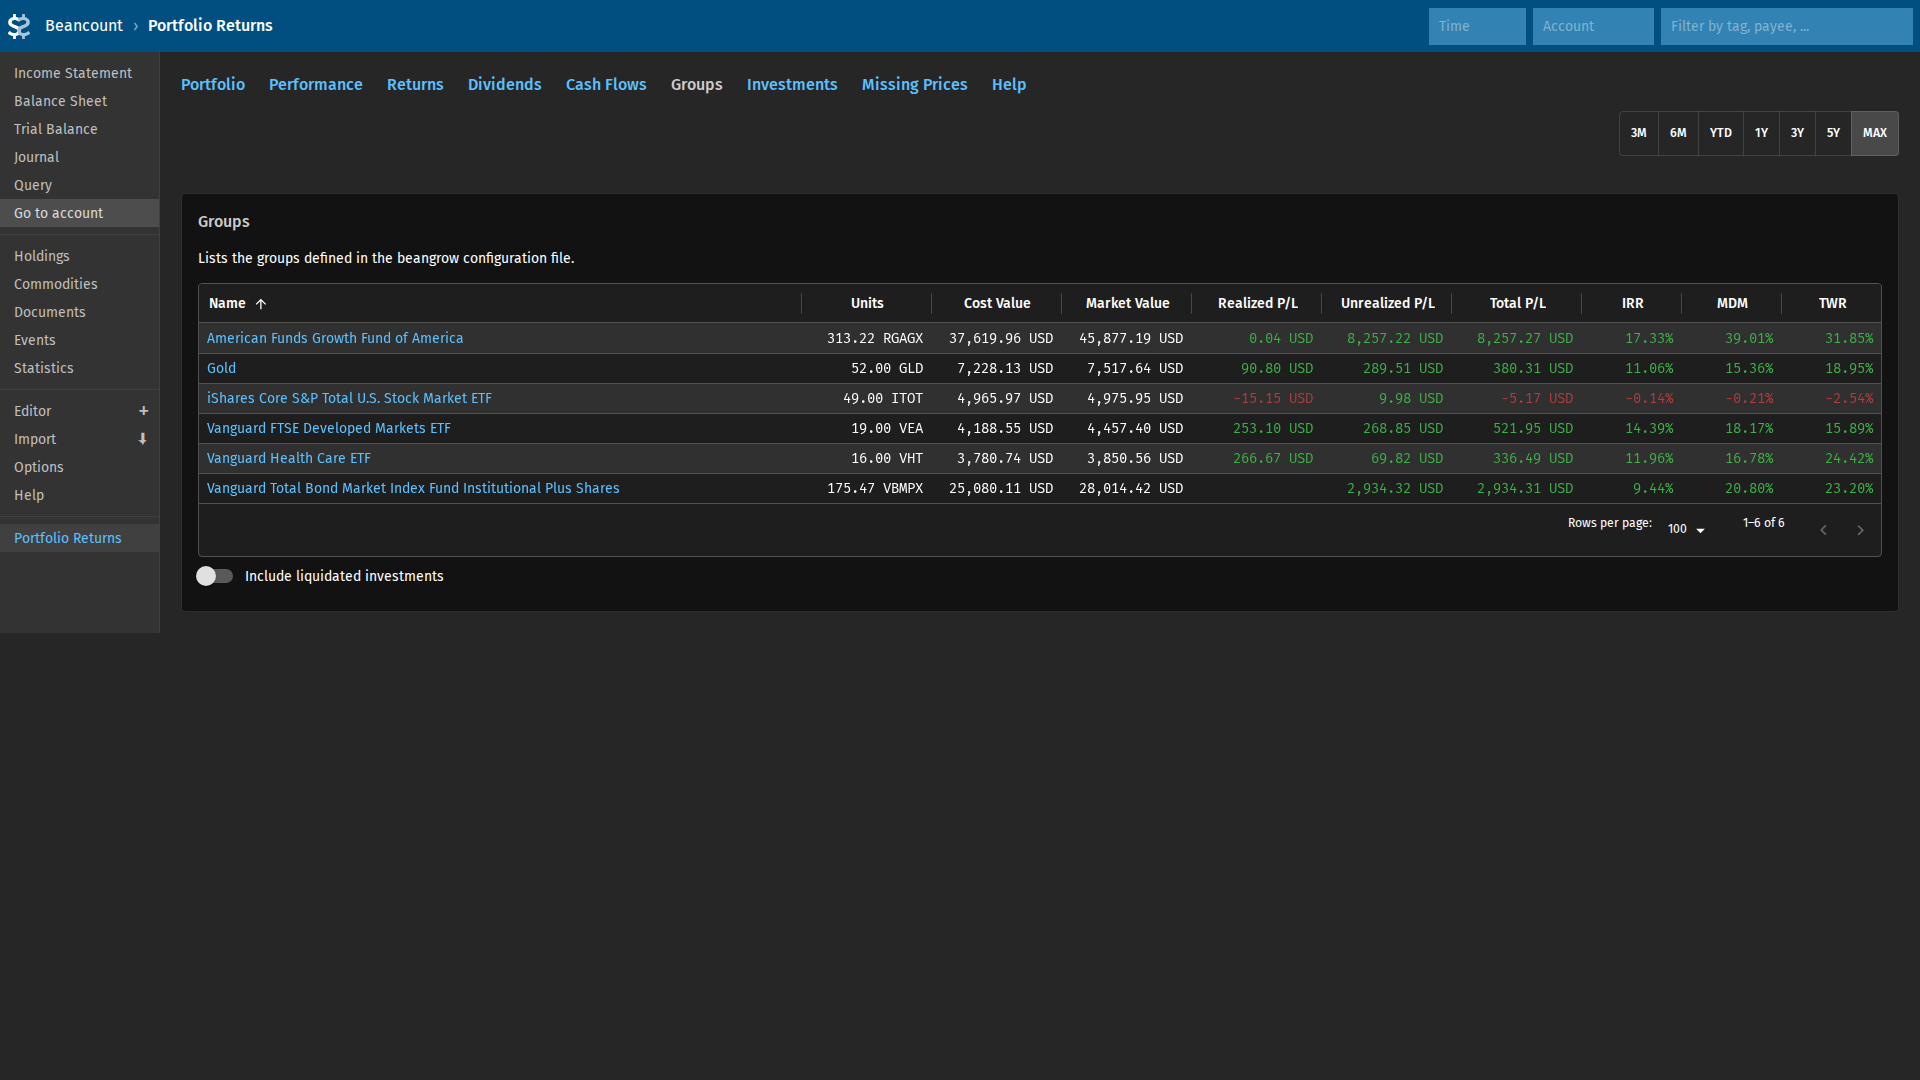 Beancount › Portfolio Returns
Time
Account
Filter by tag, payee, ...
Income Statement
Balance Sheet
Trial Balance
Journal
Query
Go to account
Holdings
Commodities
Documents
Events
Statistics
Editor +
Import
Options
Help
Portfolio Returns
Portfolio Performance Returns Dividends Cash Flows Groups Investments Missing Prices Help
3M 6M YTD 1Y 3Y 5Y MAX
Groups
Lists the groups defined in the beangrow configuration file.
Name Units Cost Value Market Value Realized P/L Unrealized P/L Total P/L IRR MDM TWR
American Funds Growth Fund of America 313.22 RGAGX 37,619.96 USD 45,877.19 USD 0.04 USD 8,257.22 USD 8,257.27 USD 17.33% 39.01% 31.85%
Gold 52.00 GLD 7,228.13 USD 7,517.64 USD 90.80 USD 289.51 USD 380.31 USD 11.06% 15.36% 18.95%
iShares Core S&P Total U.S. Stock Market ETF 49.00 ITOT 4,965.97 USD 4,975.95 USD -15.15 USD 9.98 USD -5.17 USD -0.14% -0.21% -2.54%
Vanguard FTSE Developed Markets ETF 19.00 VEA 4,188.55 USD 4,457.40 USD 253.10 USD 268.85 USD 521.95 USD 14.39% 18.17% 15.89%
Vanguard Health Care ETF 16.00 VHT 3,780.74 USD 3,850.56 USD 266.67 USD 69.82 USD 336.49 USD 11.96% 16.78% 24.42%
Vanguard Total Bond Market Index Fund Institutional Plus Shares 175.47 VBMPX 25,080.11 USD 28,014.42 USD 2,934.32 USD 2,934.31 USD 9.44% 20.80% 23.20%
Rows per page: 100 1–6 of 6
Include liquidated investments